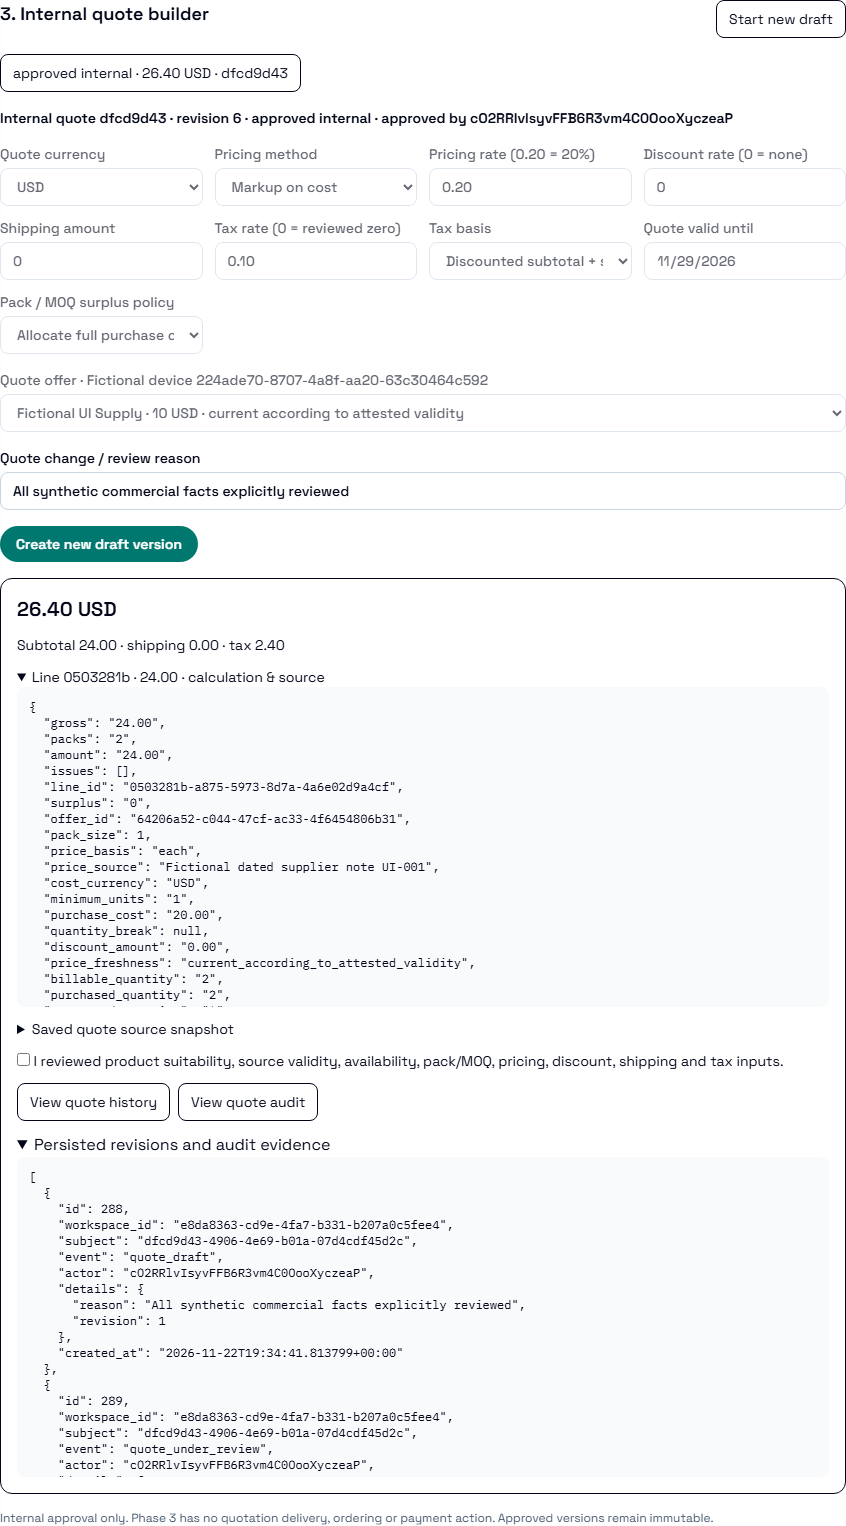 3. Internal quote builder
Start new draft
approved internal · 26.40 USD · dfcd9d43
Internal quote dfcd9d43 · revision 6 · approved internal · approved by cO2RRlvIsyvFFB6R3vm4C0OooXyczeaP
Quote currency
Pricing method
Pricing rate (0.20 = 20%)
Discount rate (0 = none)
USD
Markup on cost
0.20
0
Shipping amount
Tax rate (0 = reviewed zero)
Tax basis
Quote valid until
0
0.10
Discounted subtotal + s
11/29/2026
Pack / MOQ surplus policy
Allocate full purchase c
Quote offer · Fictional device 224ade70-8707-4a8f-aa20-63c30464c592
Fictional UI Supply · 10 USD · current according to attested validity
Quote change / review reason
All synthetic commercial facts explicitly reviewed
Create new draft version
26.40 USD
Subtotal 24.00 · shipping 0.00 · tax 2.40
▼ Line 0503281b · 24.00 · calculation & source
{
  "gross": "24.00",
  "packs": "2",
  "amount": "24.00",
  "issues": [],
  "line_id": "0503281b-a875-5973-8d7a-4a6e02d9a4cf",
  "surplus": "0",
  "offer_id": "64206a52-c044-47cf-ac33-4f6454806b31",
  "pack_size": 1,
  "price_basis": "each",
  "price_source": "Fictional dated supplier note UI-001",
  "cost_currency": "USD",
  "minimum_units": "1",
  "purchase_cost": "20.00",
  "quantity_break": null,
  "discount_amount": "0.00",
  "price_freshness": "current_according_to_attested_validity",
  "billable_quantity": "2",
  "purchased_quantity": "2",
▶ Saved quote source snapshot
I reviewed product suitability, source validity, availability, pack/MOQ, pricing, discount, shipping and tax inputs.
View quote history
View quote audit
▼ Persisted revisions and audit evidence
[
  {
    "id": 288,
    "workspace_id": "e8da8363-cd9e-4fa7-b331-b207a0c5fee4",
    "subject": "dfcd9d43-4906-4e69-b01a-07d4cdf45d2c",
    "event": "quote_draft",
    "actor": "cO2RRlvIsyvFFB6R3vm4C0OooXyczeaP",
    "details": {
      "reason": "All synthetic commercial facts explicitly reviewed",
      "revision": 1
    },
    "created_at": "2026-11-22T19:34:41.813799+00:00"
  },
  {
    "id": 289,
    "workspace_id": "e8da8363-cd9e-4fa7-b331-b207a0c5fee4",
    "subject": "dfcd9d43-4906-4e69-b01a-07d4cdf45d2c",
    "event": "quote_under_review",
    "actor": "cO2RRlvIsyvFFB6R3vm4C0OooXyczeaP",
Internal approval only. Phase 3 has no quotation delivery, ordering or payment action. Approved versions remain immutable.